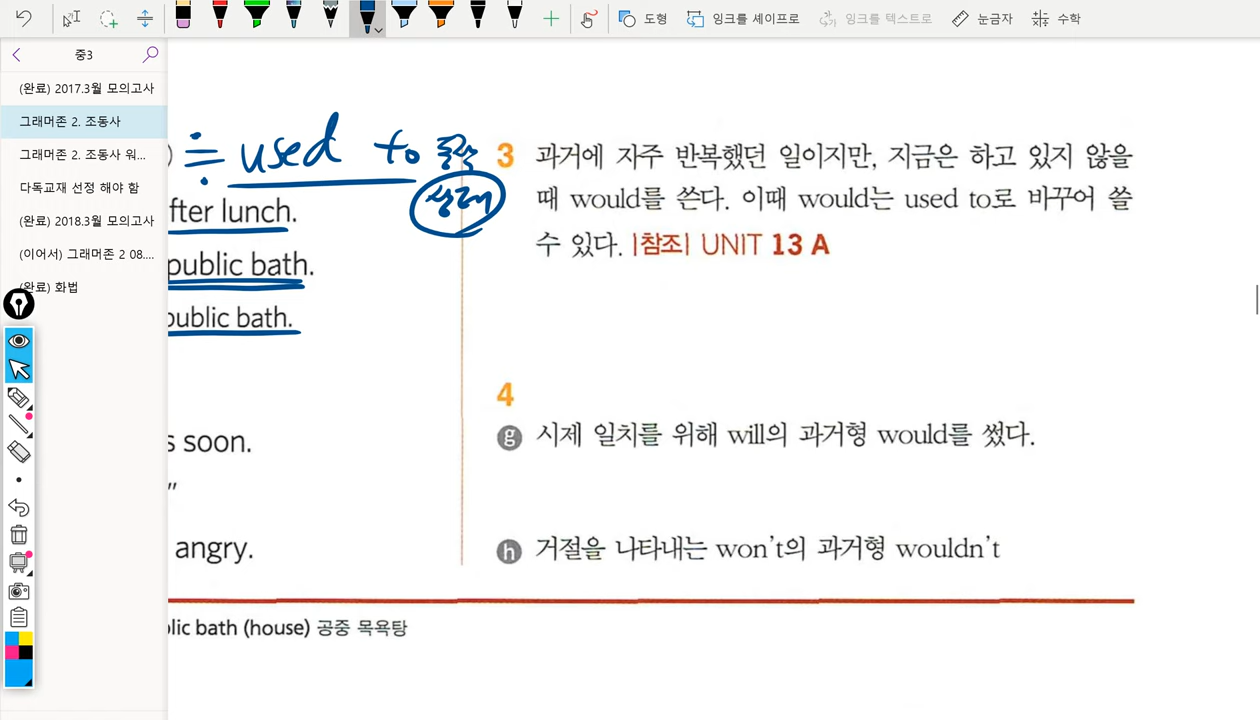 도형
잉크를 셰이프로
잉크를 텍스트로
눈금자
수학
중3
(완료) 2017.3월 모의고사
그래머존 2. 조동사
그래머존 2. 조동사 워...
다독교재 선정 해야 함
(완료) 2018.3월 모의고사
(이어서) 그래머존 2 08....
(완료) 화법
) ≒ used to 동작
상태
fter lunch.
public bath.
public bath.
s soon.
"
angry.
3 과거에 자주 반복했던 일이지만, 지금은 하고 있지 않을
때 would를 쓴다. 이때 would는 used to로 바꾸어 쓸
수 있다. |참조| UNIT 13 A
4
g 시제 일치를 위해 will의 과거형 would를 썼다.
h 거절을 나타내는 won't의 과거형 wouldn't
lic bath (house) 공중 목욕탕